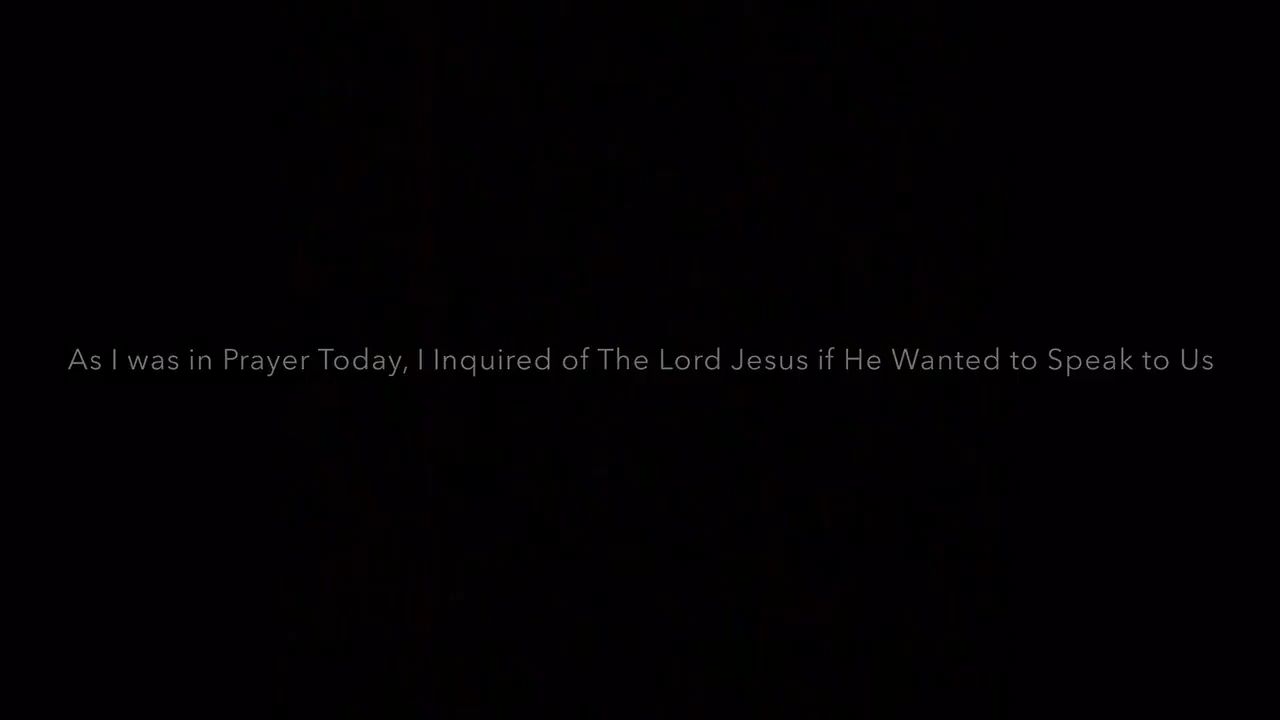 As I was in Prayer Today, I Inquired of The Lord Jesus if He Wanted to Speak to Us